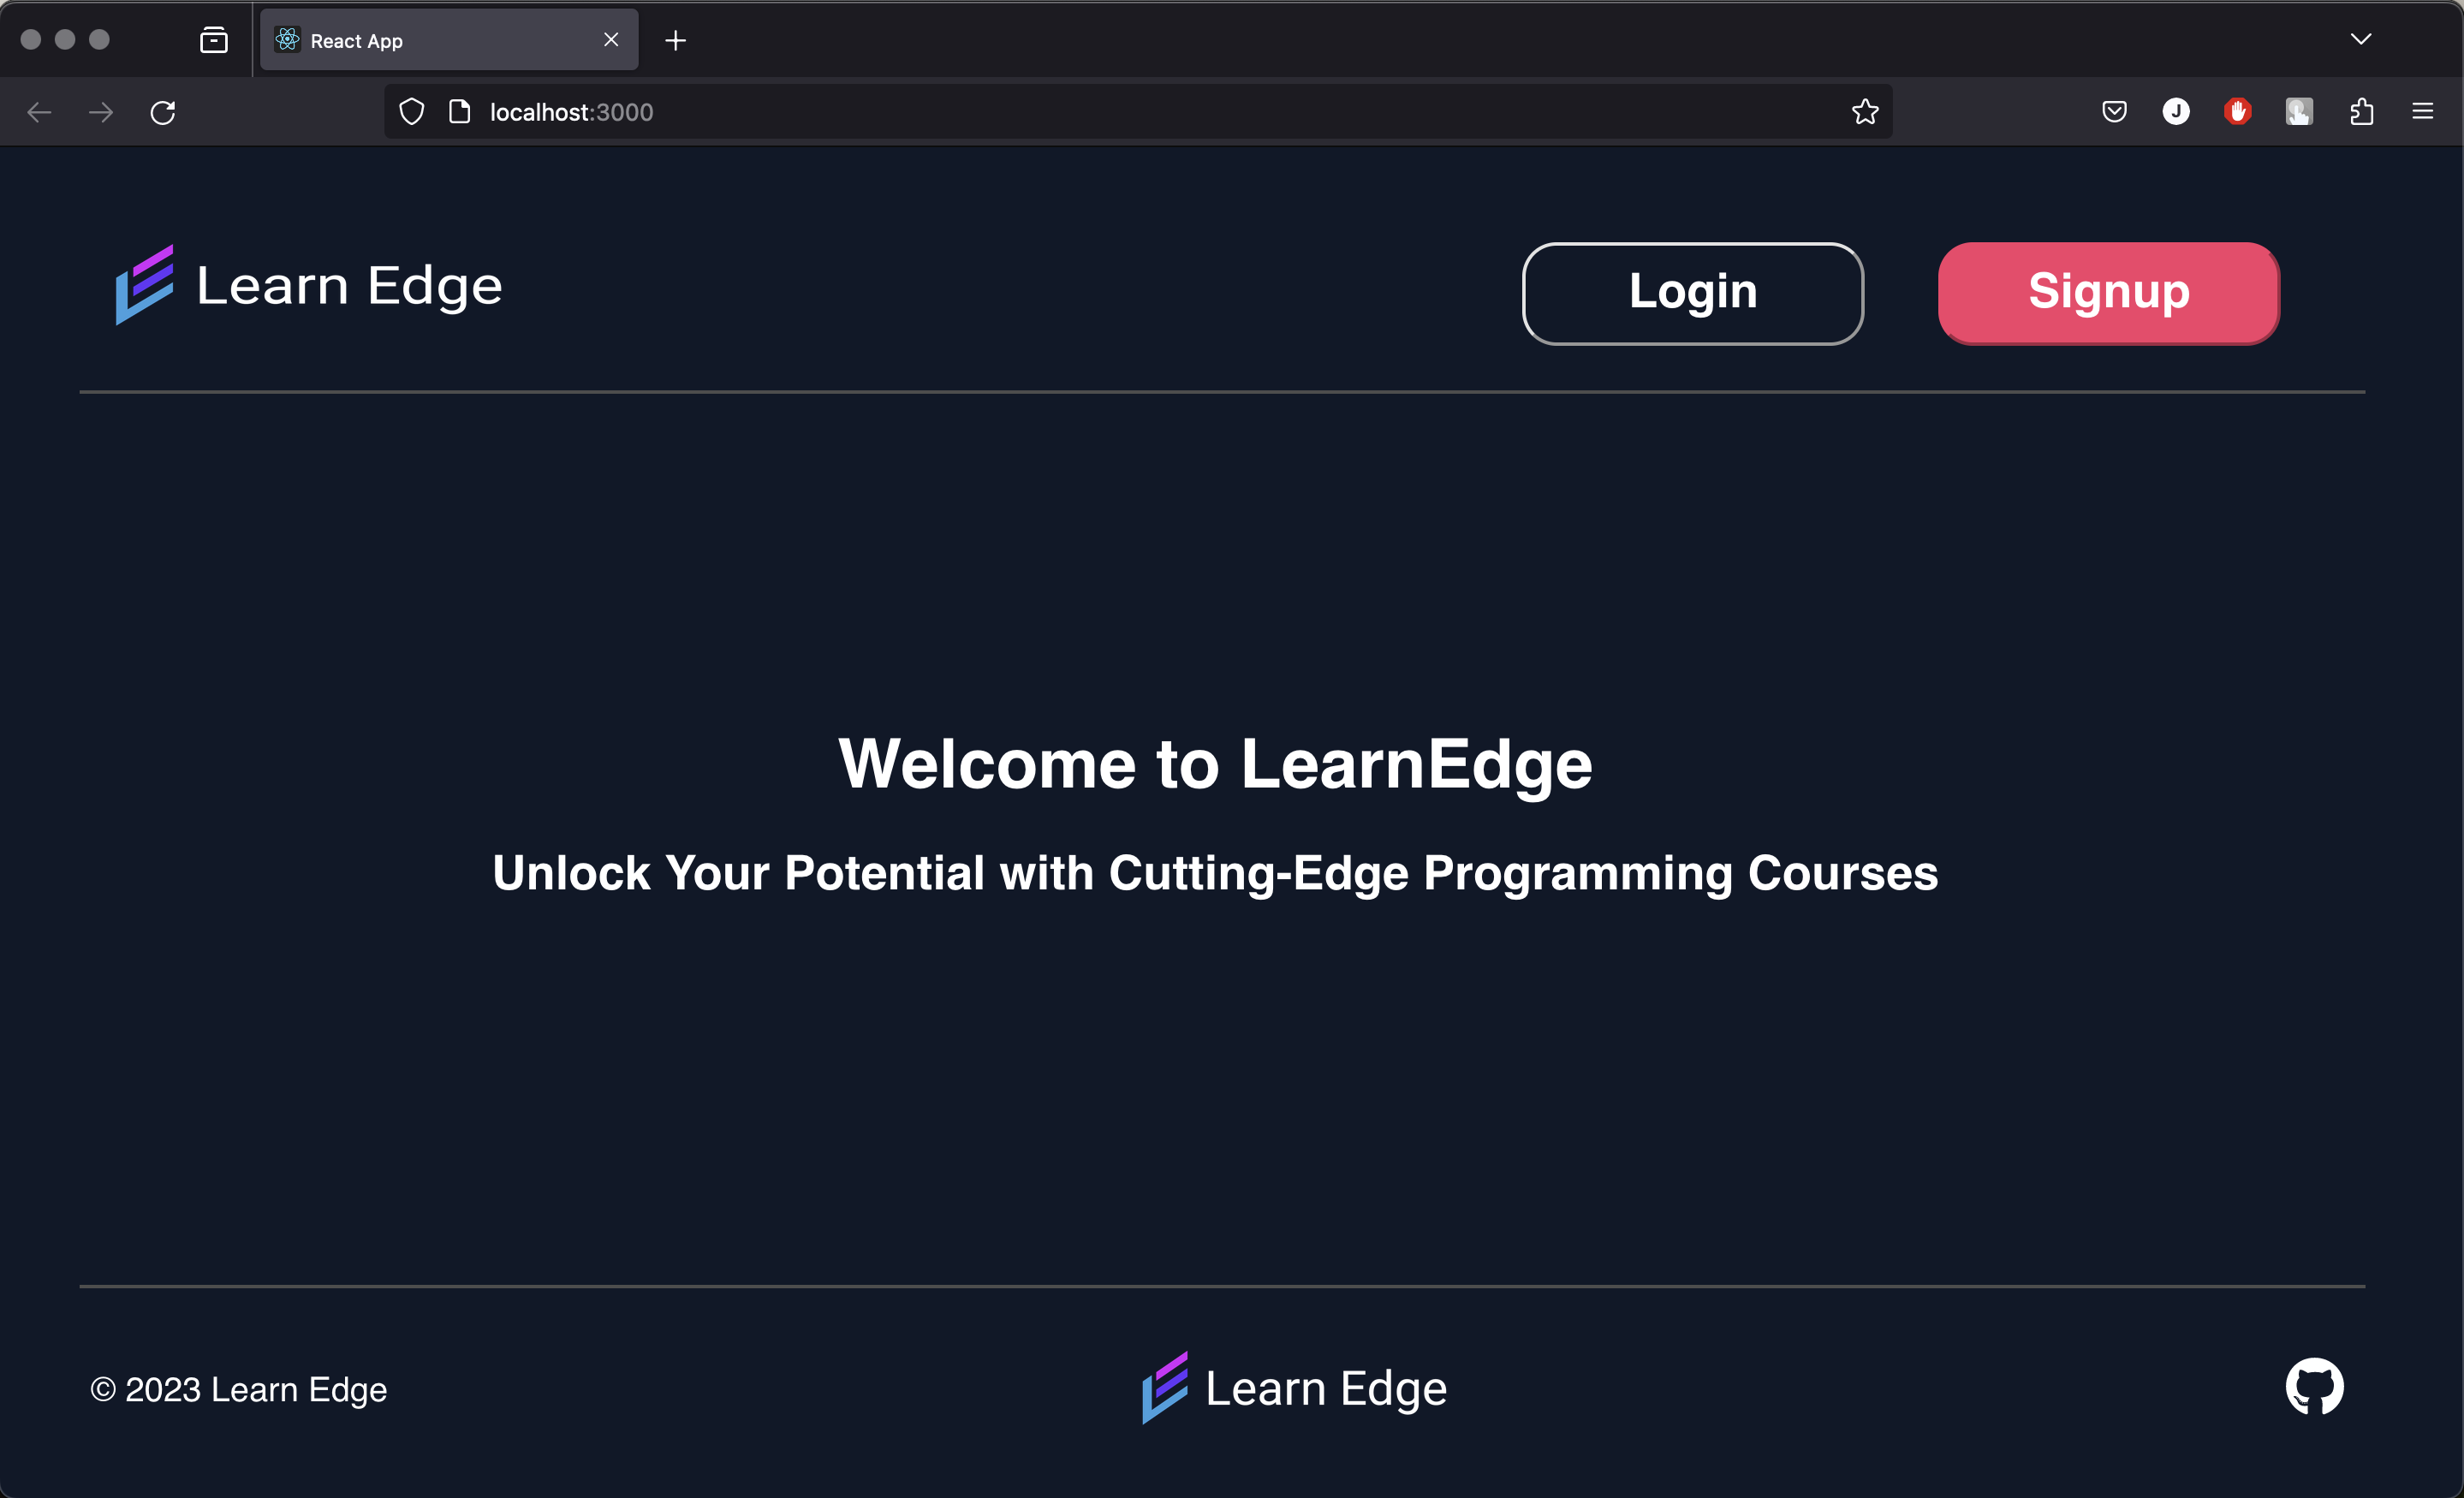 React App
localhost:3000
J
Learn Edge
Login
Signup
Welcome to LearnEdge
Unlock Your Potential with Cutting-Edge Programming Courses
© 2023 Learn Edge
Learn Edge